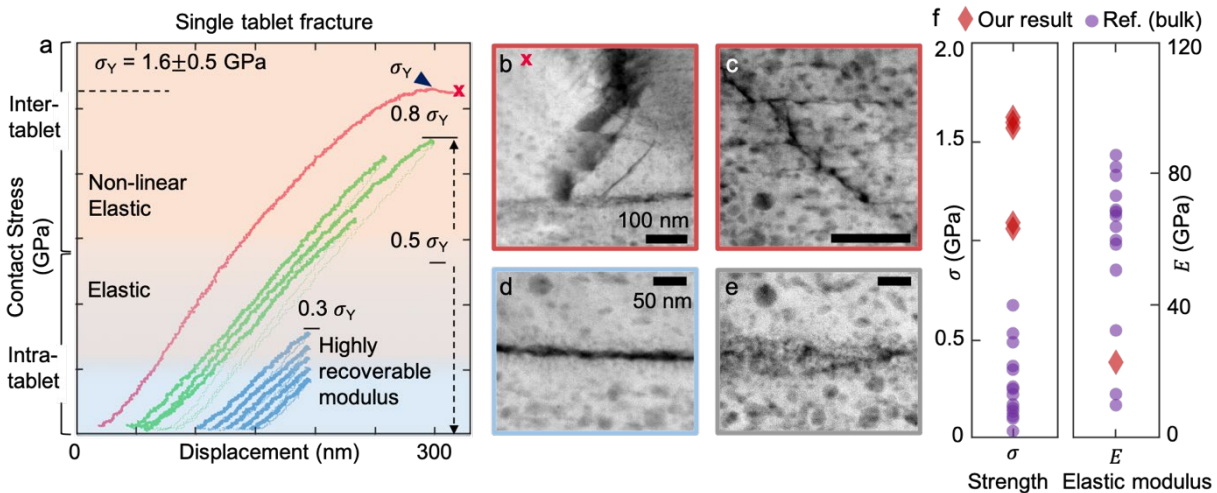 Single tablet fracture
a
σY = 1.6±0.5 GPa
σY
x
0.8 σY
Inter-
tablet
Non-linear
Elastic
0.5 σY
Contact Stress
(GPa)
Elastic
0.3 σY
Highly
recoverable
modulus
Intra-
tablet
0
300
Displacement (nm)
b x
100 nm
c
d
50 nm
e
f
Our result
Ref. (bulk)
2.0
1.5
σ (GPa)
0.5
0
σ
Strength
120
80
E (GPa)
40
0
E
Elastic modulus